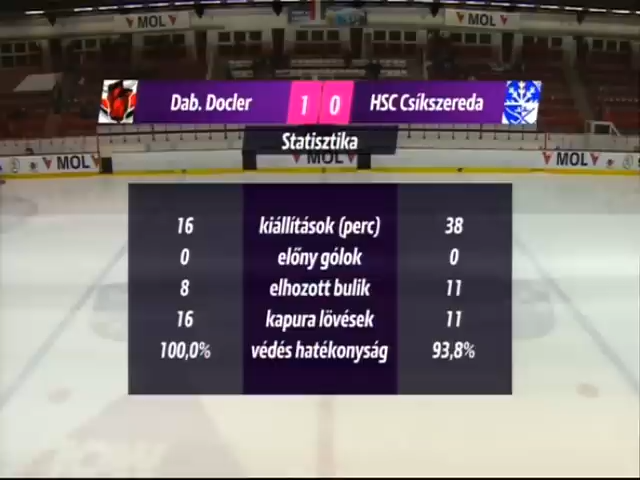 MOL MOL
Dab. Docler 1 0 HSC Csíkszereda
Statisztika
MOL MOL MOL
16 kiállítások (perc) 38
0 előny gólok 0
8 elhozott bulik 11
16 kapura lövések 11
100,0% védés hatékonyság 93,8%